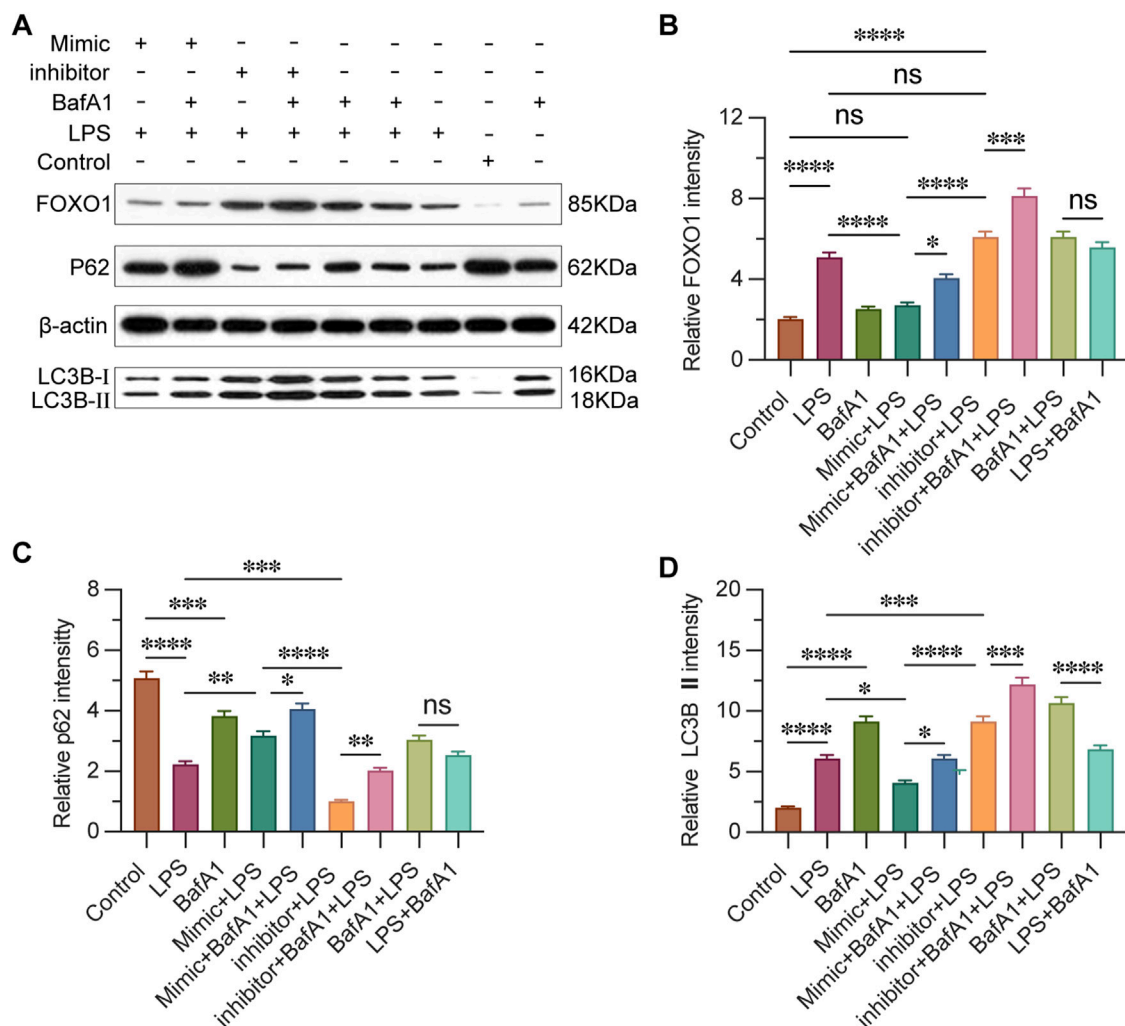 A
Mimic + + - - - - - - -
inhibitor - - + + - - - - -
BafA1 - + - + + + - - +
LPS + + + + + + + - -
Control - - - - - - - + -
FOXO1 85KDa
P62 62KDa
β-actin 42KDa
LC3B-I 16KDa
LC3B-II 18KDa
B
Relative FOXO1 intensity
12
8
4
0
****
ns
ns
***
****
****
ns
****
*
Control
LPS
BafA1
Mimic+LPS
Mimic+BafA1+LPS
inhibitor+LPS
inhibitor+BafA1+LPS
BafA1+LPS
LPS+BafA1
C
Relative p62 intensitty
8
6
4
2
0
***
***
****
****
**
*
ns
**
Control
LPS
BafA1
Mimic+LPS
Mimic+BafA1+LPS
inhibitor+LPS
inhibitor+BafA1+LPS
BafA1+LPS
LPS+BafA1
D
Relative LC3B II intensity
20
15
10
5
0
***
****
****
***
****
*
****
*
Control
LPS
BafA1
Mimic+LPS
Mimic+BafA1+LPS
inhibitor+LPS
inhibitor+BafA1+LPS
BafA1+LPS
LPS+BafA1